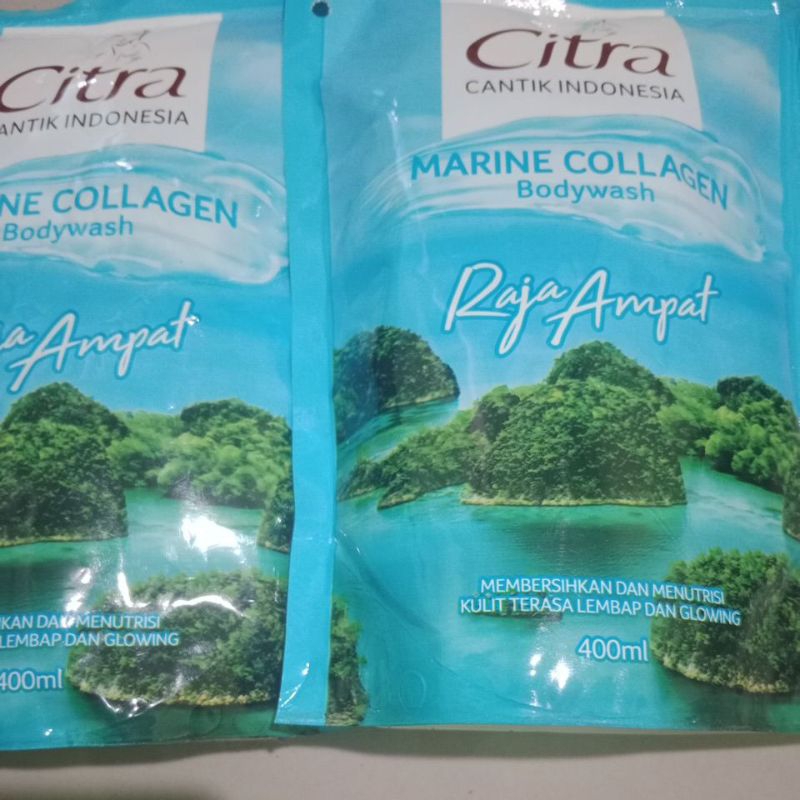 Citra
ANTIK INDONESIA
NE COLLAGEN
Bodywash
a Ampat
KAN DAN MENUTRISI
LEMBAP DAN GLOWING
400ml
Citra
CANTIK INDONESIA
MARINE COLLAGEN
Bodywash
Raja Ampat
MEMBERSIHKAN DAN MENUTRISI
KULIT TERASA LEMBAP DAN GLOWING
400ml